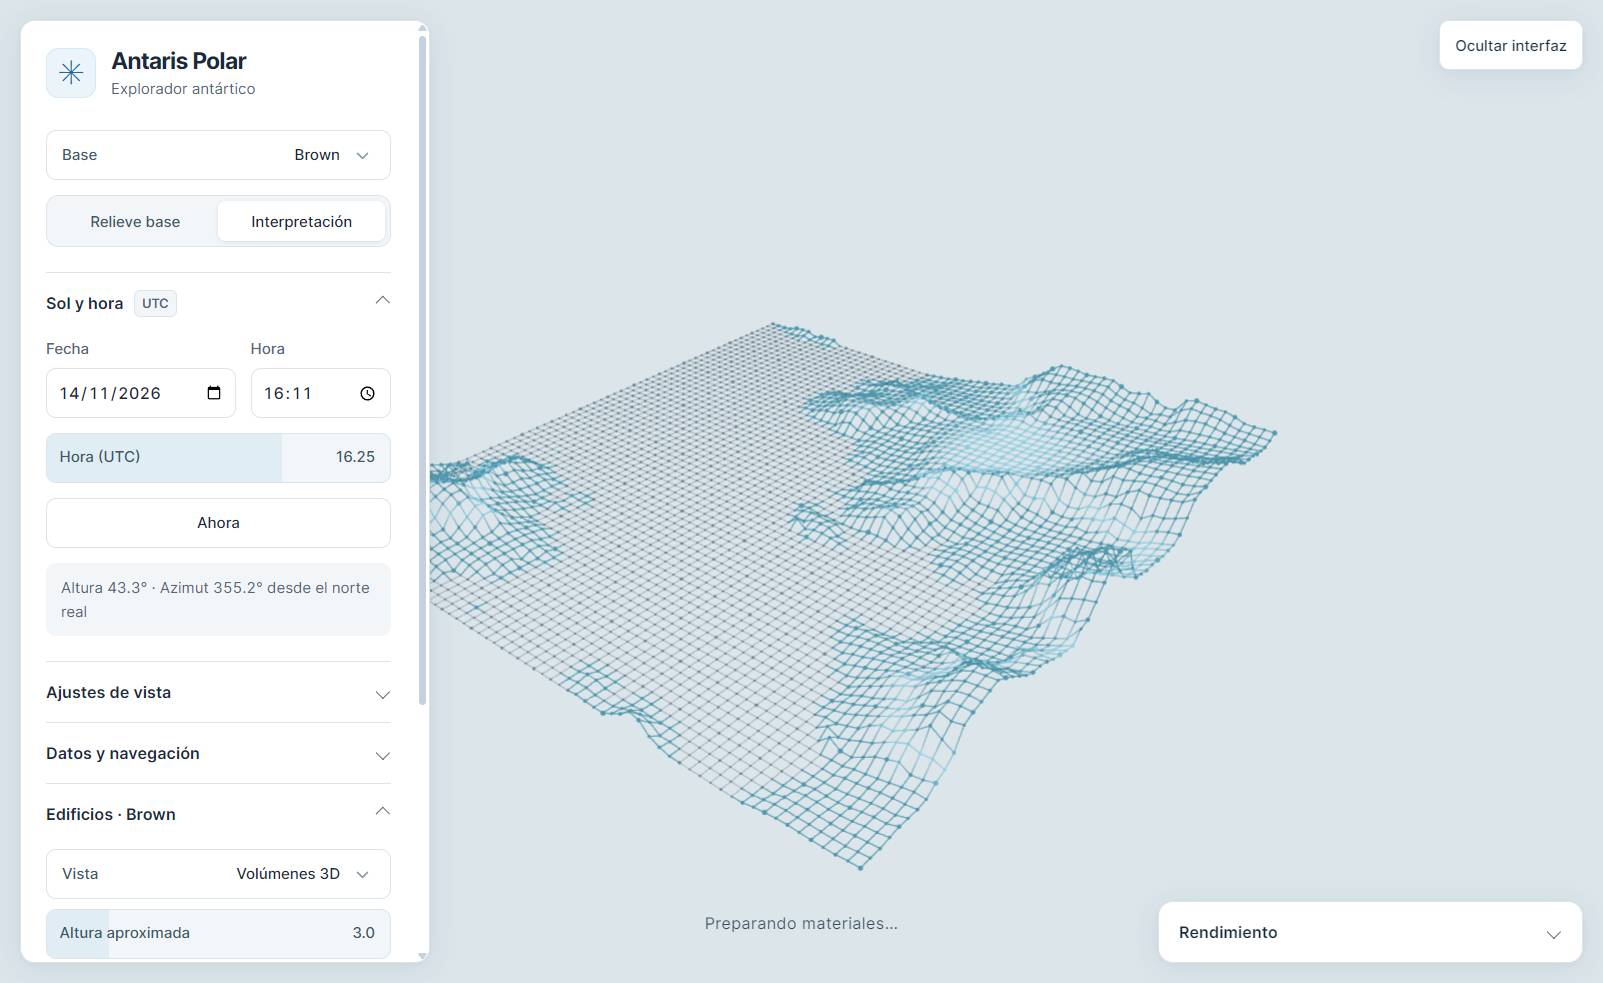 Antaris Polar
Explorador antártico
Ocultar interfaz
Base Brown
Relieve base Interpretación
Sol y hora UTC
Fecha Hora
14/11/2026 16:11
Hora (UTC) 16.25
Ahora
Altura 43.3° · Azimut 355.2° desde el norte
real
Ajustes de vista
Datos y navegación
Edificios · Brown
Vista Volúmenes 3D
Altura aproximada 3.0
Preparando materiales...
Rendimiento